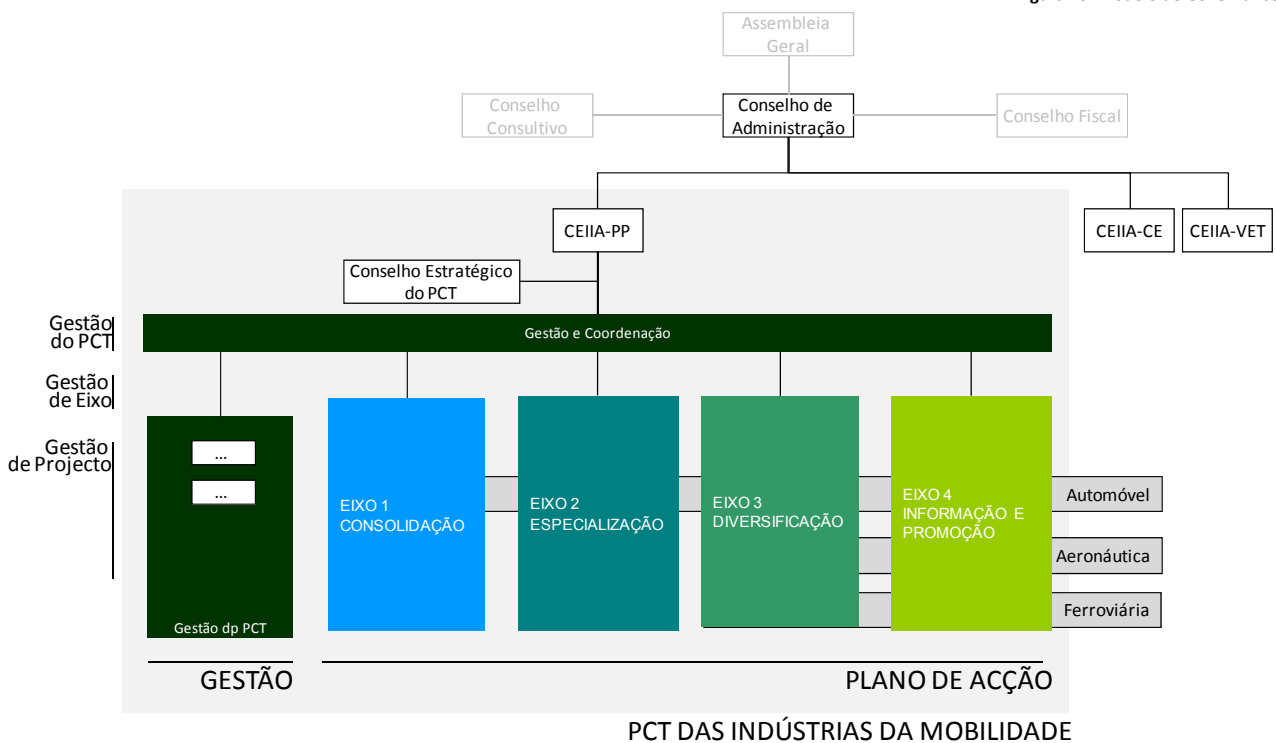 Assembleia
Geral
Conselho
Consultivo
Conselho de
Administração
Conselho Fiscal
CEIIA-PP
CEIIA-CE
CEIIA-VET
Conselho Estratégico
do PCT
Gestão
do PCT
Gestão e Coordenação
Gestão
de Eixo
Gestão
de Projecto
...
...
Gestão dp PCT
EIXO 1
CONSOLIDAÇÃO
EIXO 2
ESPECIALIZAÇÃO
EIXO 3
DIVERSIFICAÇÃO
EIXO 4
INFORMAÇÃO E
PROMOÇÃO
Automóvel
Aeronáutica
Ferroviária
GESTÃO
PLANO DE ACÇÃO
PCT DAS INDÚSTRIAS DA MOBILIDADE